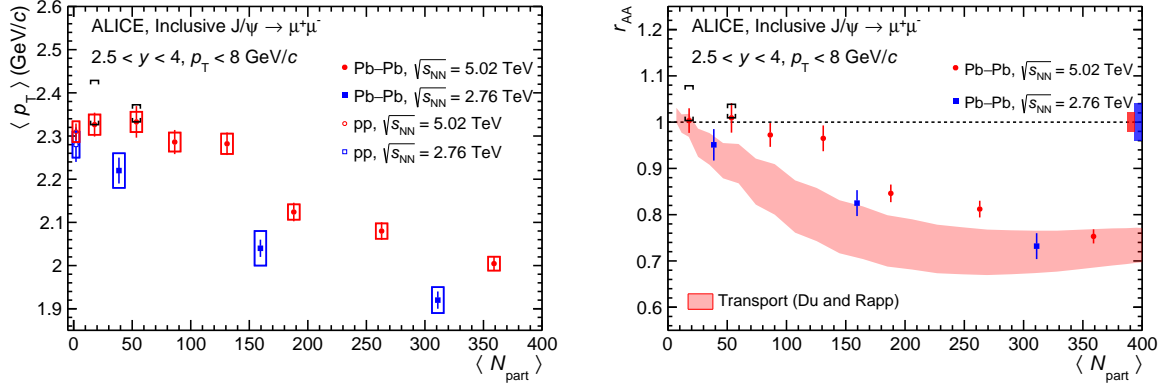 ALICE, Inclusive J/ψ → μ⁺μ⁻
2.5 < y < 4, p_T < 8 GeV/c
Pb–Pb, √s_NN = 5.02 TeV
Pb–Pb, √s_NN = 2.76 TeV
pp, √s_NN = 5.02 TeV
pp, √s_NN = 2.76 TeV
⟨ p_T ⟩ (GeV/c)
2.6
2.5
2.4
2.3
2.2
2.1
2
1.9
0 50 100 150 200 250 300 350 400
⟨ N_part ⟩
ALICE, Inclusive J/ψ → μ⁺μ⁻
2.5 < y < 4, p_T < 8 GeV/c
Pb–Pb, √s_NN = 5.02 TeV
Pb–Pb, √s_NN = 2.76 TeV
r_AA
1.2
1.1
1
0.9
0.8
0.7
0.6
Transport (Du and Rapp)
0 50 100 150 200 250 300 350 400
⟨ N_part ⟩